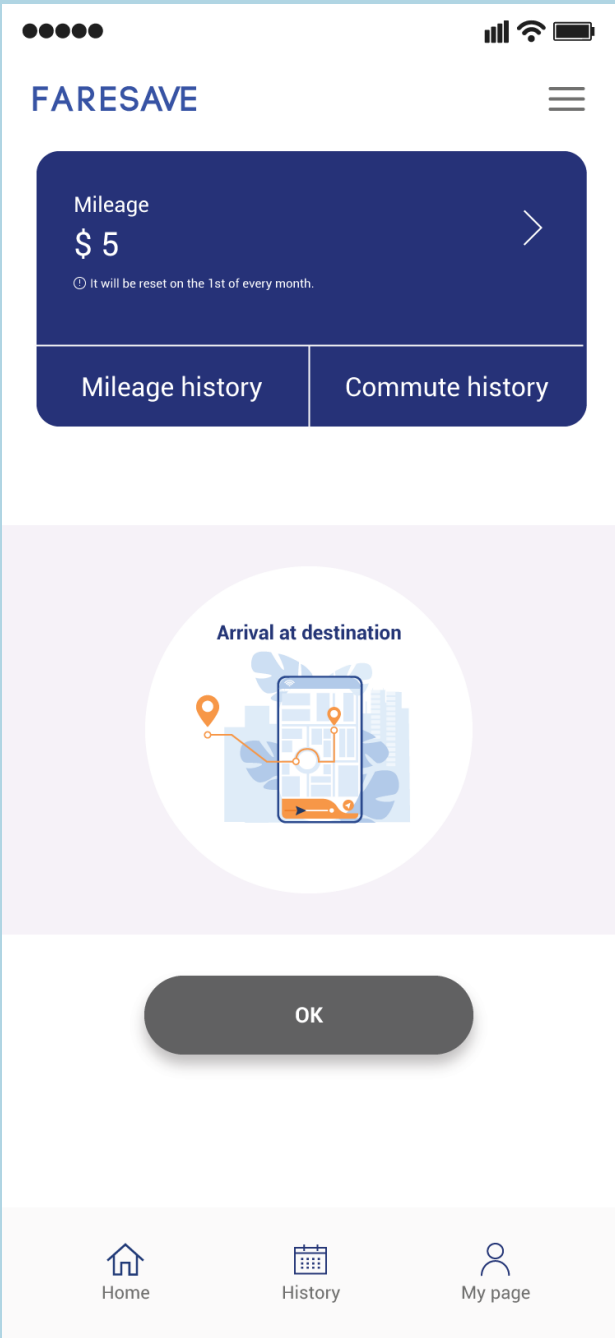 FARESAVE
Mileage
$ 5
It will be reset on the 1st of every month.
Mileage history
Commute history
Arrival at destination
OK
Home
History
My page